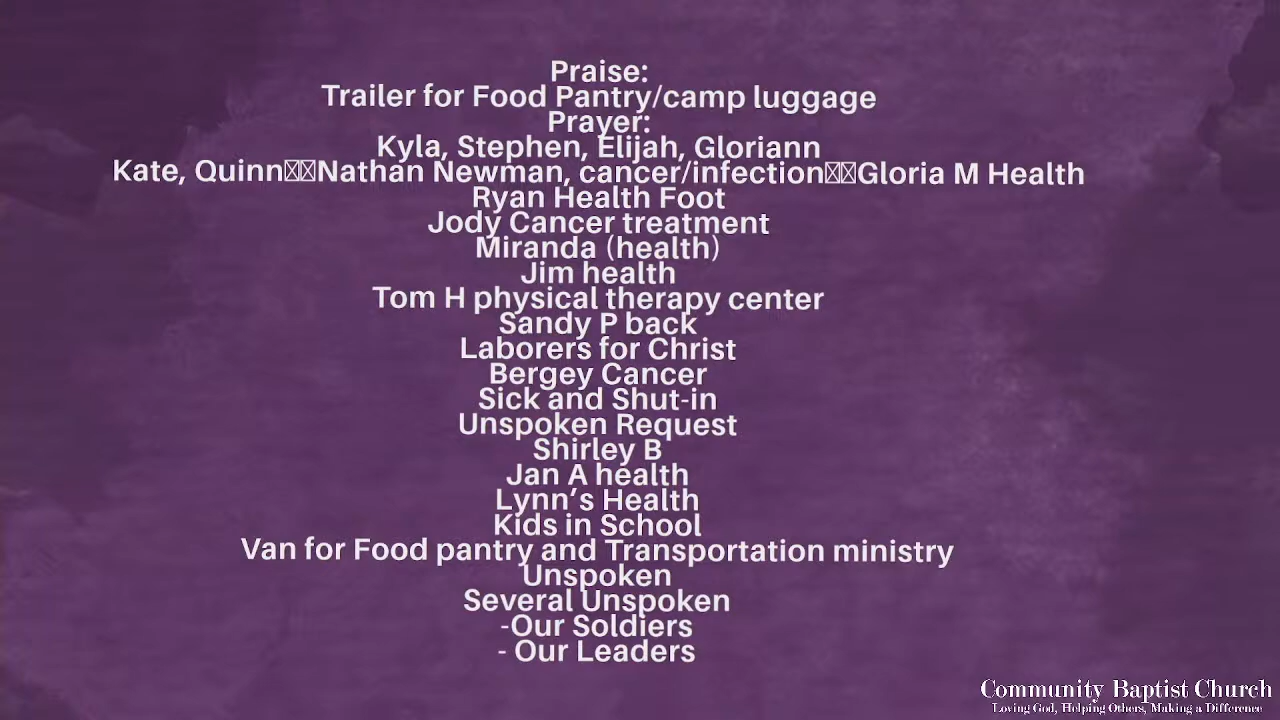 Praise:
Trailer for Food Pantry/camp luggage
Prayer:
Kyla, Stephen, Elijah, Gloriann
Kate, Quinn Nathan Newman, cancer/infection Gloria M Health
Ryan Health Foot
Jody Cancer treatment
Miranda (health)
Jim health
Tom H physical therapy center
Sandy P back
Laborers for Christ
Bergey Cancer
Sick and Shut-in
Unspoken Request
Shirley B
Jan A health
Lynn’s Health
Kids in School
Van for Food pantry and Transportation ministry
Unspoken
Several Unspoken
-Our Soldiers
- Our Leaders
Community Baptist Church
Loving God, Helping Others, Making a Difference